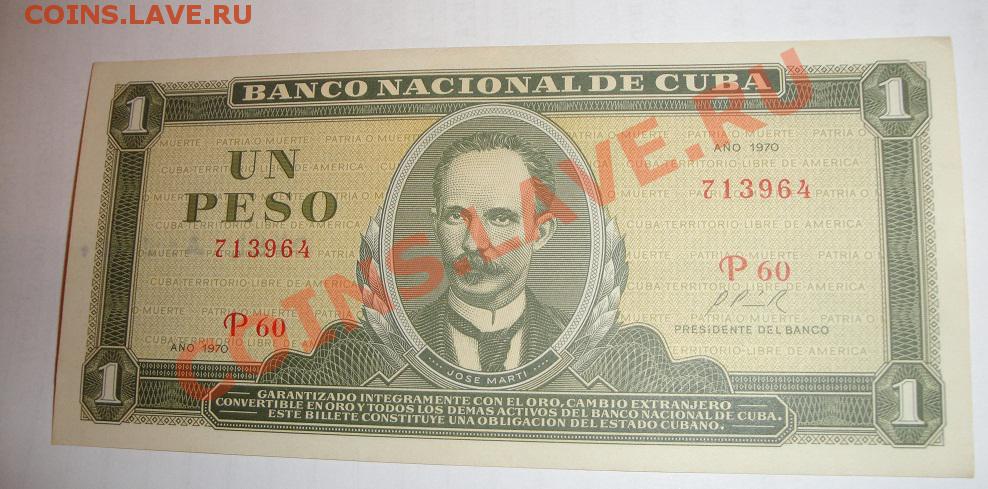 COINS.LAVE.RU
BANCO NACIONAL DE CUBA
1
1
PATRIA O MUERTE
CUBA TERRITORIO LIBRE DE AMERICA
UN
PESO
AÑO 1970
713964
713964
P 60
P 60
PRESIDENTE DEL BANCO
AÑO 1970
JOSE MARTI
1
1
GARANTIZADO INTEGRAMENTE CON EL ORO, CAMBIO EXTRANJERO
CONVERTIBLE EN ORO Y TODOS LOS DEMAS ACTIVOS DEL BANCO NACIONAL DE CUBA.
ESTE BILLETE CONSTITUYE UNA OBLIGACION DEL ESTADO CUBANO.
COINS.LAVE.RU